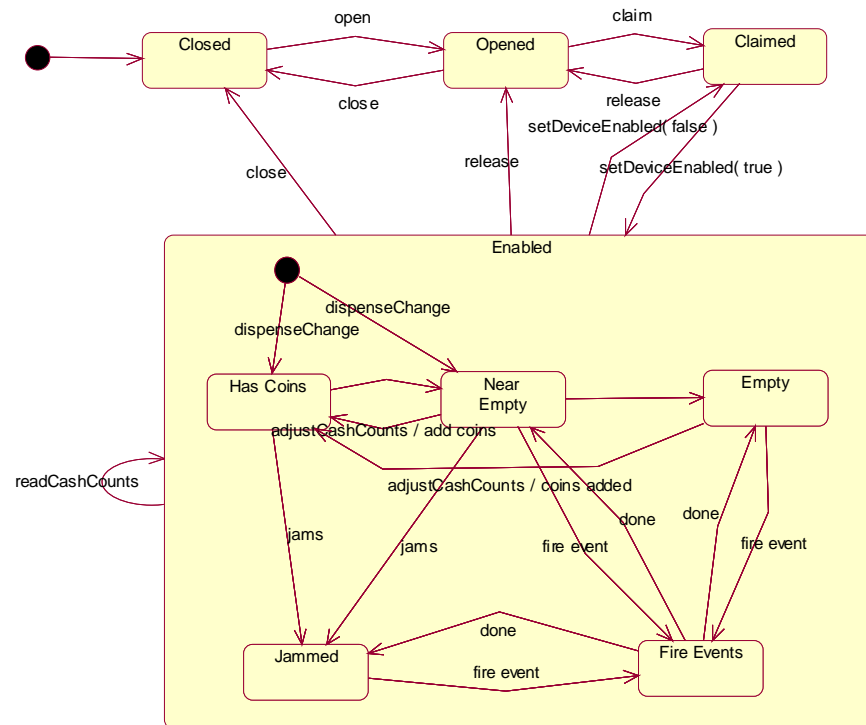 open
claim
Closed
Opened
Claimed
close
release
setDeviceEnabled( false )
release
close
setDeviceEnabled( true )
Enabled
dispenseChange
dispenseChange
Has Coins
Near
Empty
Empty
adjustCashCounts / add coins
readCashCounts
adjustCashCounts / coins added
done
done
jams
jams
fire event
fire event
done
Jammed
Fire Events
fire event